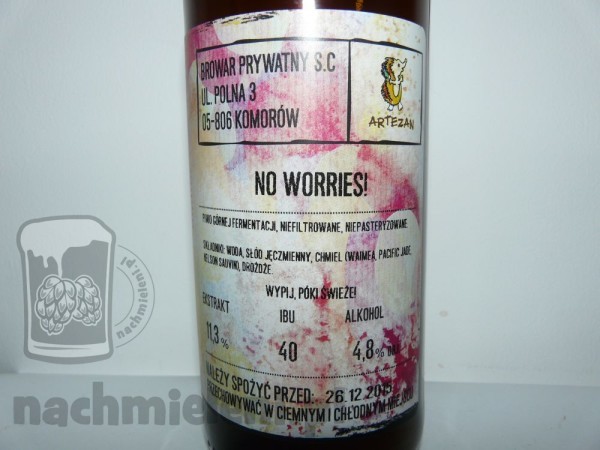 BROWAR PRYWATNY S.C
UL. POLNA 3
05-806 KOMORÓW
ARTEZAN
NO WORRIES!
PIWO GÓRNEJ FERMENTACJI, NIEFILTROWANE, NIEPASTERYZOWANE.
SKŁADNIKI: WODA, SŁÓD JĘCZMIENNY, CHMIEL (WAIMEA, PACIFIC JADE,
NELSON SAUVIN), DROŻDŻE.
WYPIJ, PÓKI ŚWIEŻE!
EKSTRAKT IBU ALKOHOL
11,3% 40 4,8%
NALEŻY SPOŻYĆ PRZED: 26.12.2013
PRZECHOWYWAĆ W CIEMNYM I CHŁODNYM
nachmieleni.pl